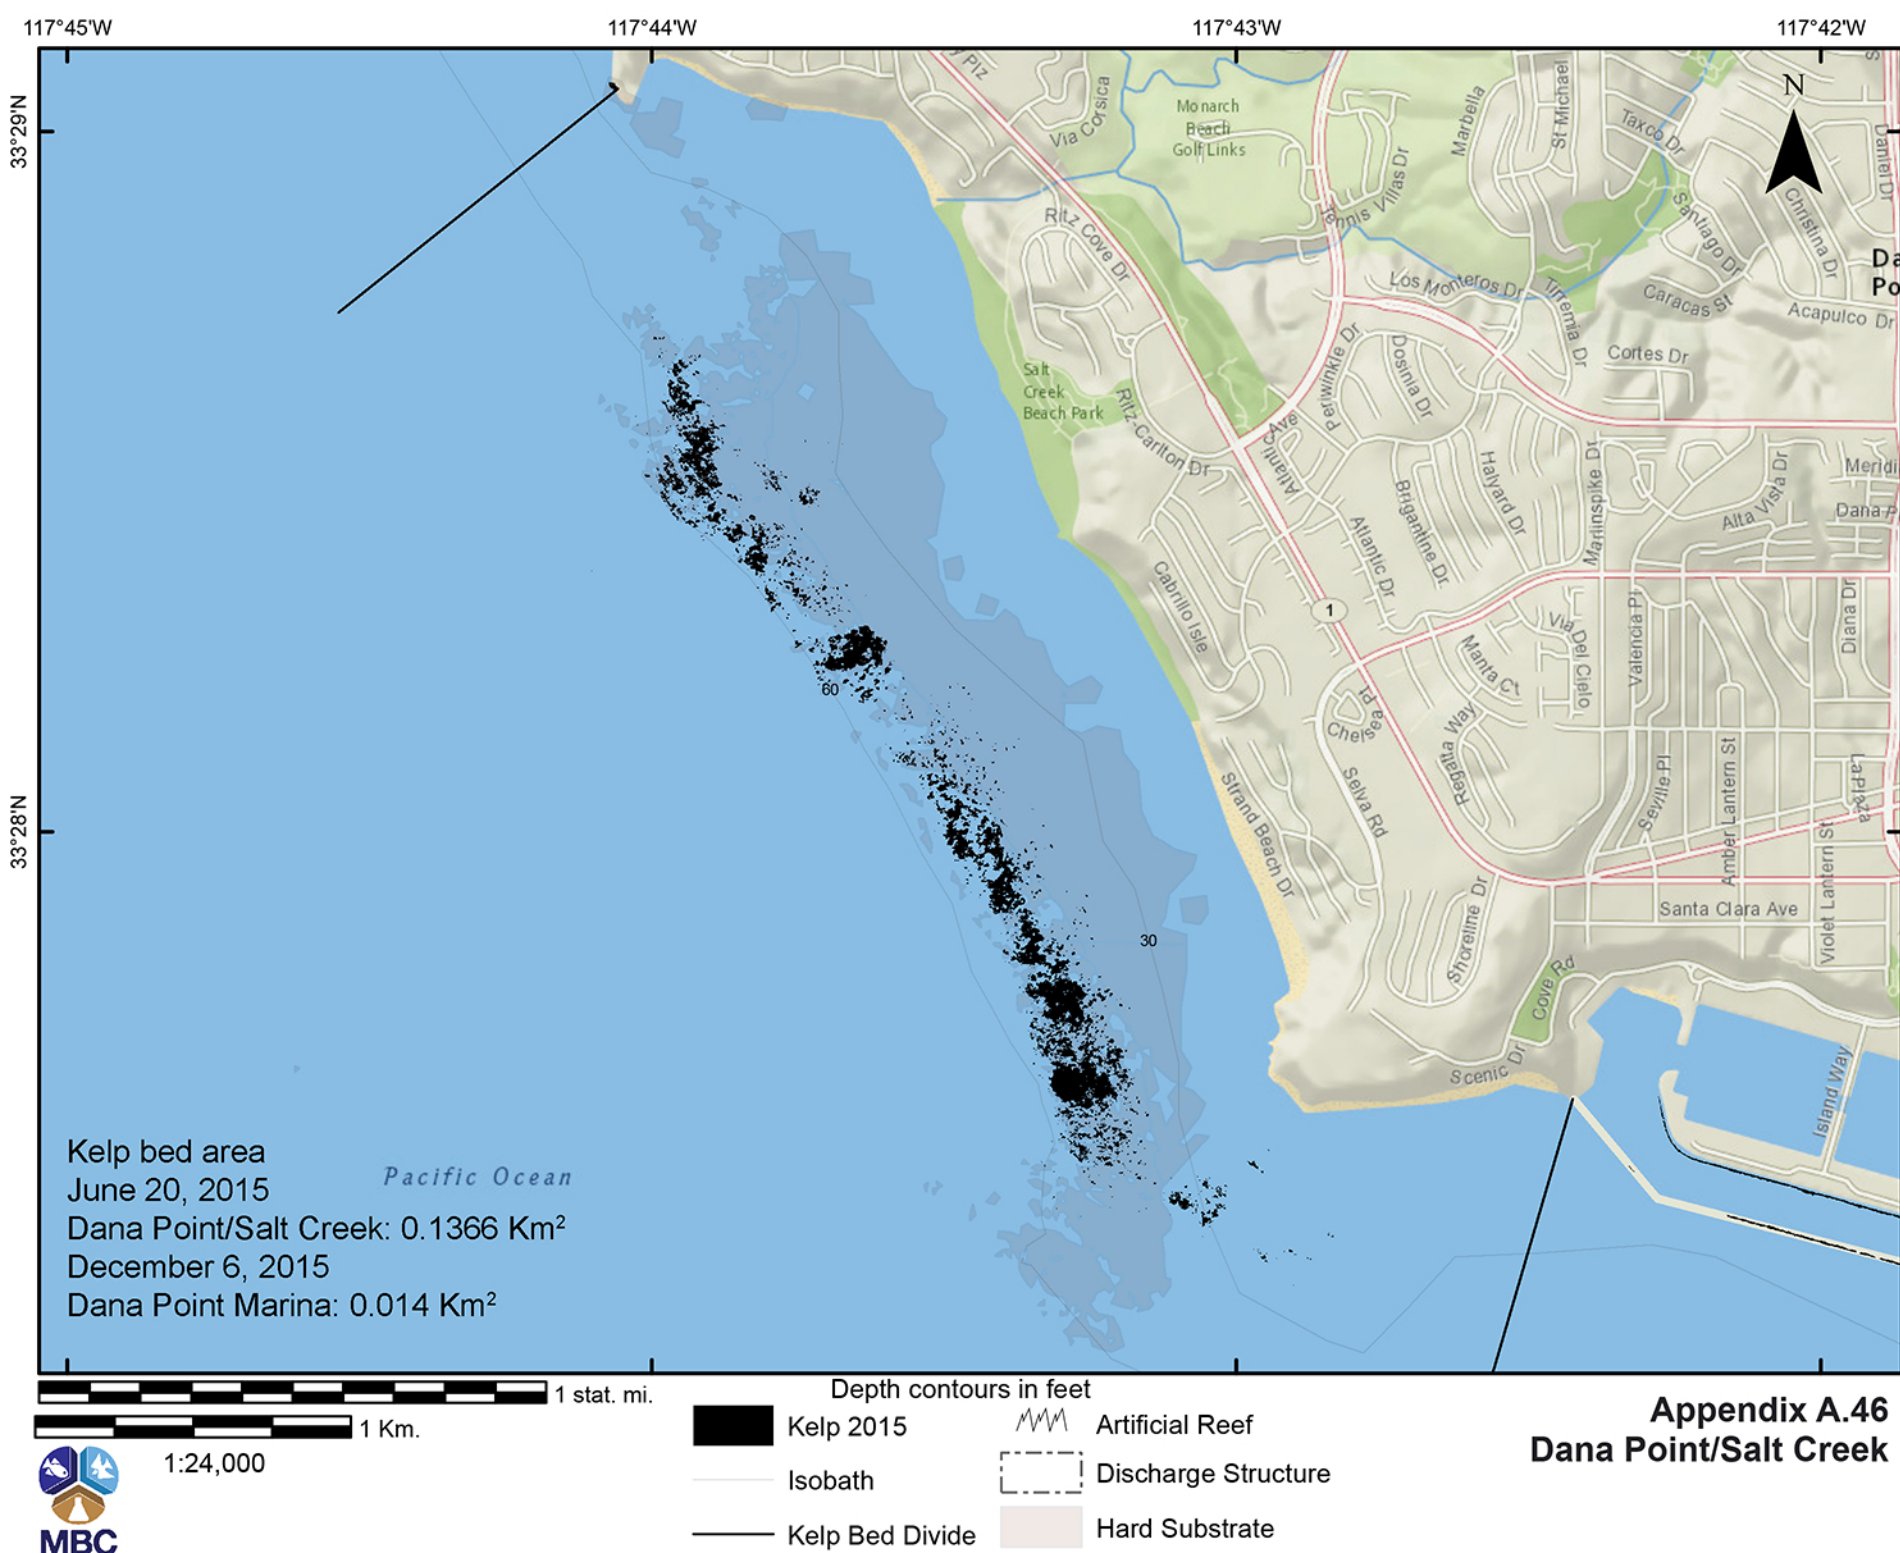 117°45'W
117°44'W
117°43'W
117°42'W
33°29'N
33°28'N
N
y Plz
Via Corsica
Monarch
Beach
Golf Links
Marbella
St Michael
Taxco Dr
Daniel Dr
Tennis Villas Dr
Santiago Dr
Christina Dr
Ritz Cove Dr
Da
Po
Los Monteros Dr
Tirremia Dr
Caracas St
Acapulco Dr
Periwinkle Dr
Dosinia Dr
Cortes Dr
Salt
Creek
Beach Park
Ritz-Carlton Dr
Atlantic Ave
Halyard Dr
Marlinspike Dr
Alta Vista Dr
Meridi
Dana P
Brigantine Dr
Atlantic Dr
Cabrillo Isle
1
Manta Ct
Via Del Cielo
Valencia Pl
Diana Dr
60
Chelsea Pl
Regatta Way
Selva Rd
Strand Beach Dr
Seville Pl
Amber Lantern St
La Plaza
Violet Lantern St
Santa Clara Ave
Shoreline Dr
30
Cove Rd
Scenic Dr
Island Way
Kelp bed area
June 20, 2015
Dana Point/Salt Creek: 0.1366 Km²
December 6, 2015
Dana Point Marina: 0.014 Km²
Pacific Ocean
1 stat. mi.
1 Km.
1:24,000
MBC
Depth contours in feet
Kelp 2015
Isobath
Kelp Bed Divide
Artificial Reef
Discharge Structure
Hard Substrate
Appendix A.46
Dana Point/Salt Creek